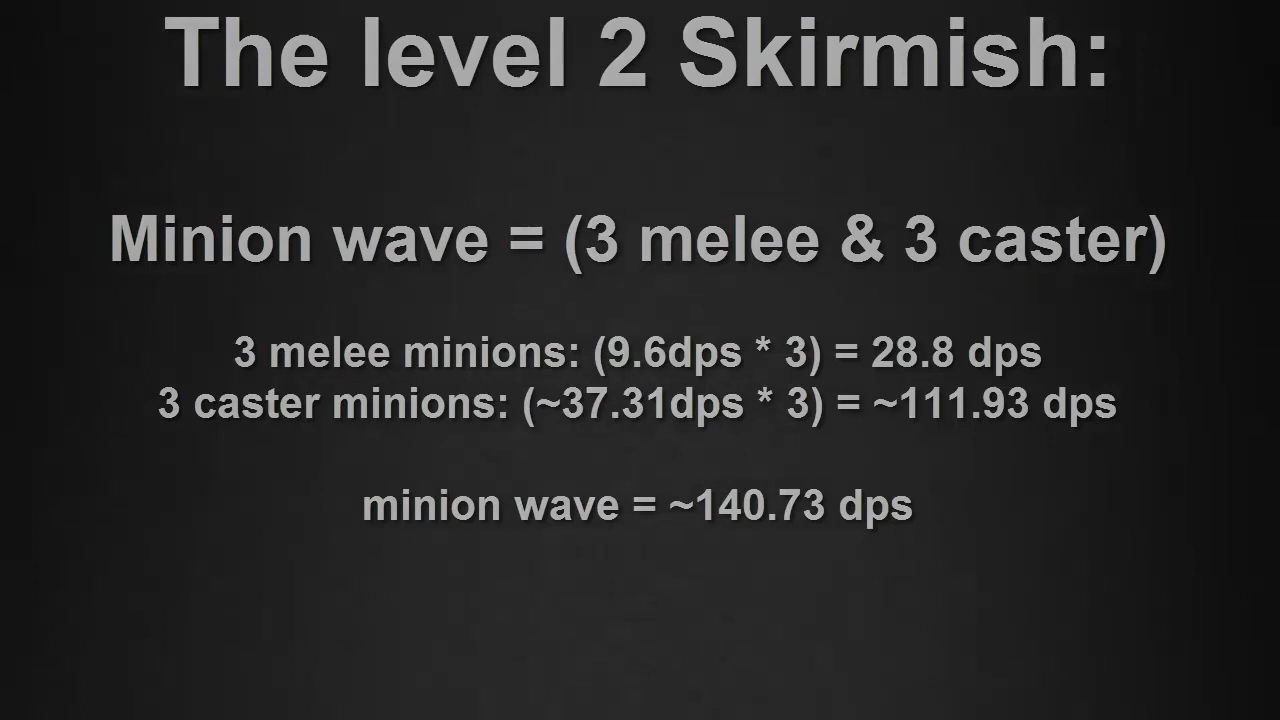 The level 2 Skirmish:
Minion wave = (3 melee & 3 caster)
3 melee minions: (9.6dps * 3) = 28.8 dps
3 caster minions: (~37.31dps * 3) = ~111.93 dps
minion wave = ~140.73 dps